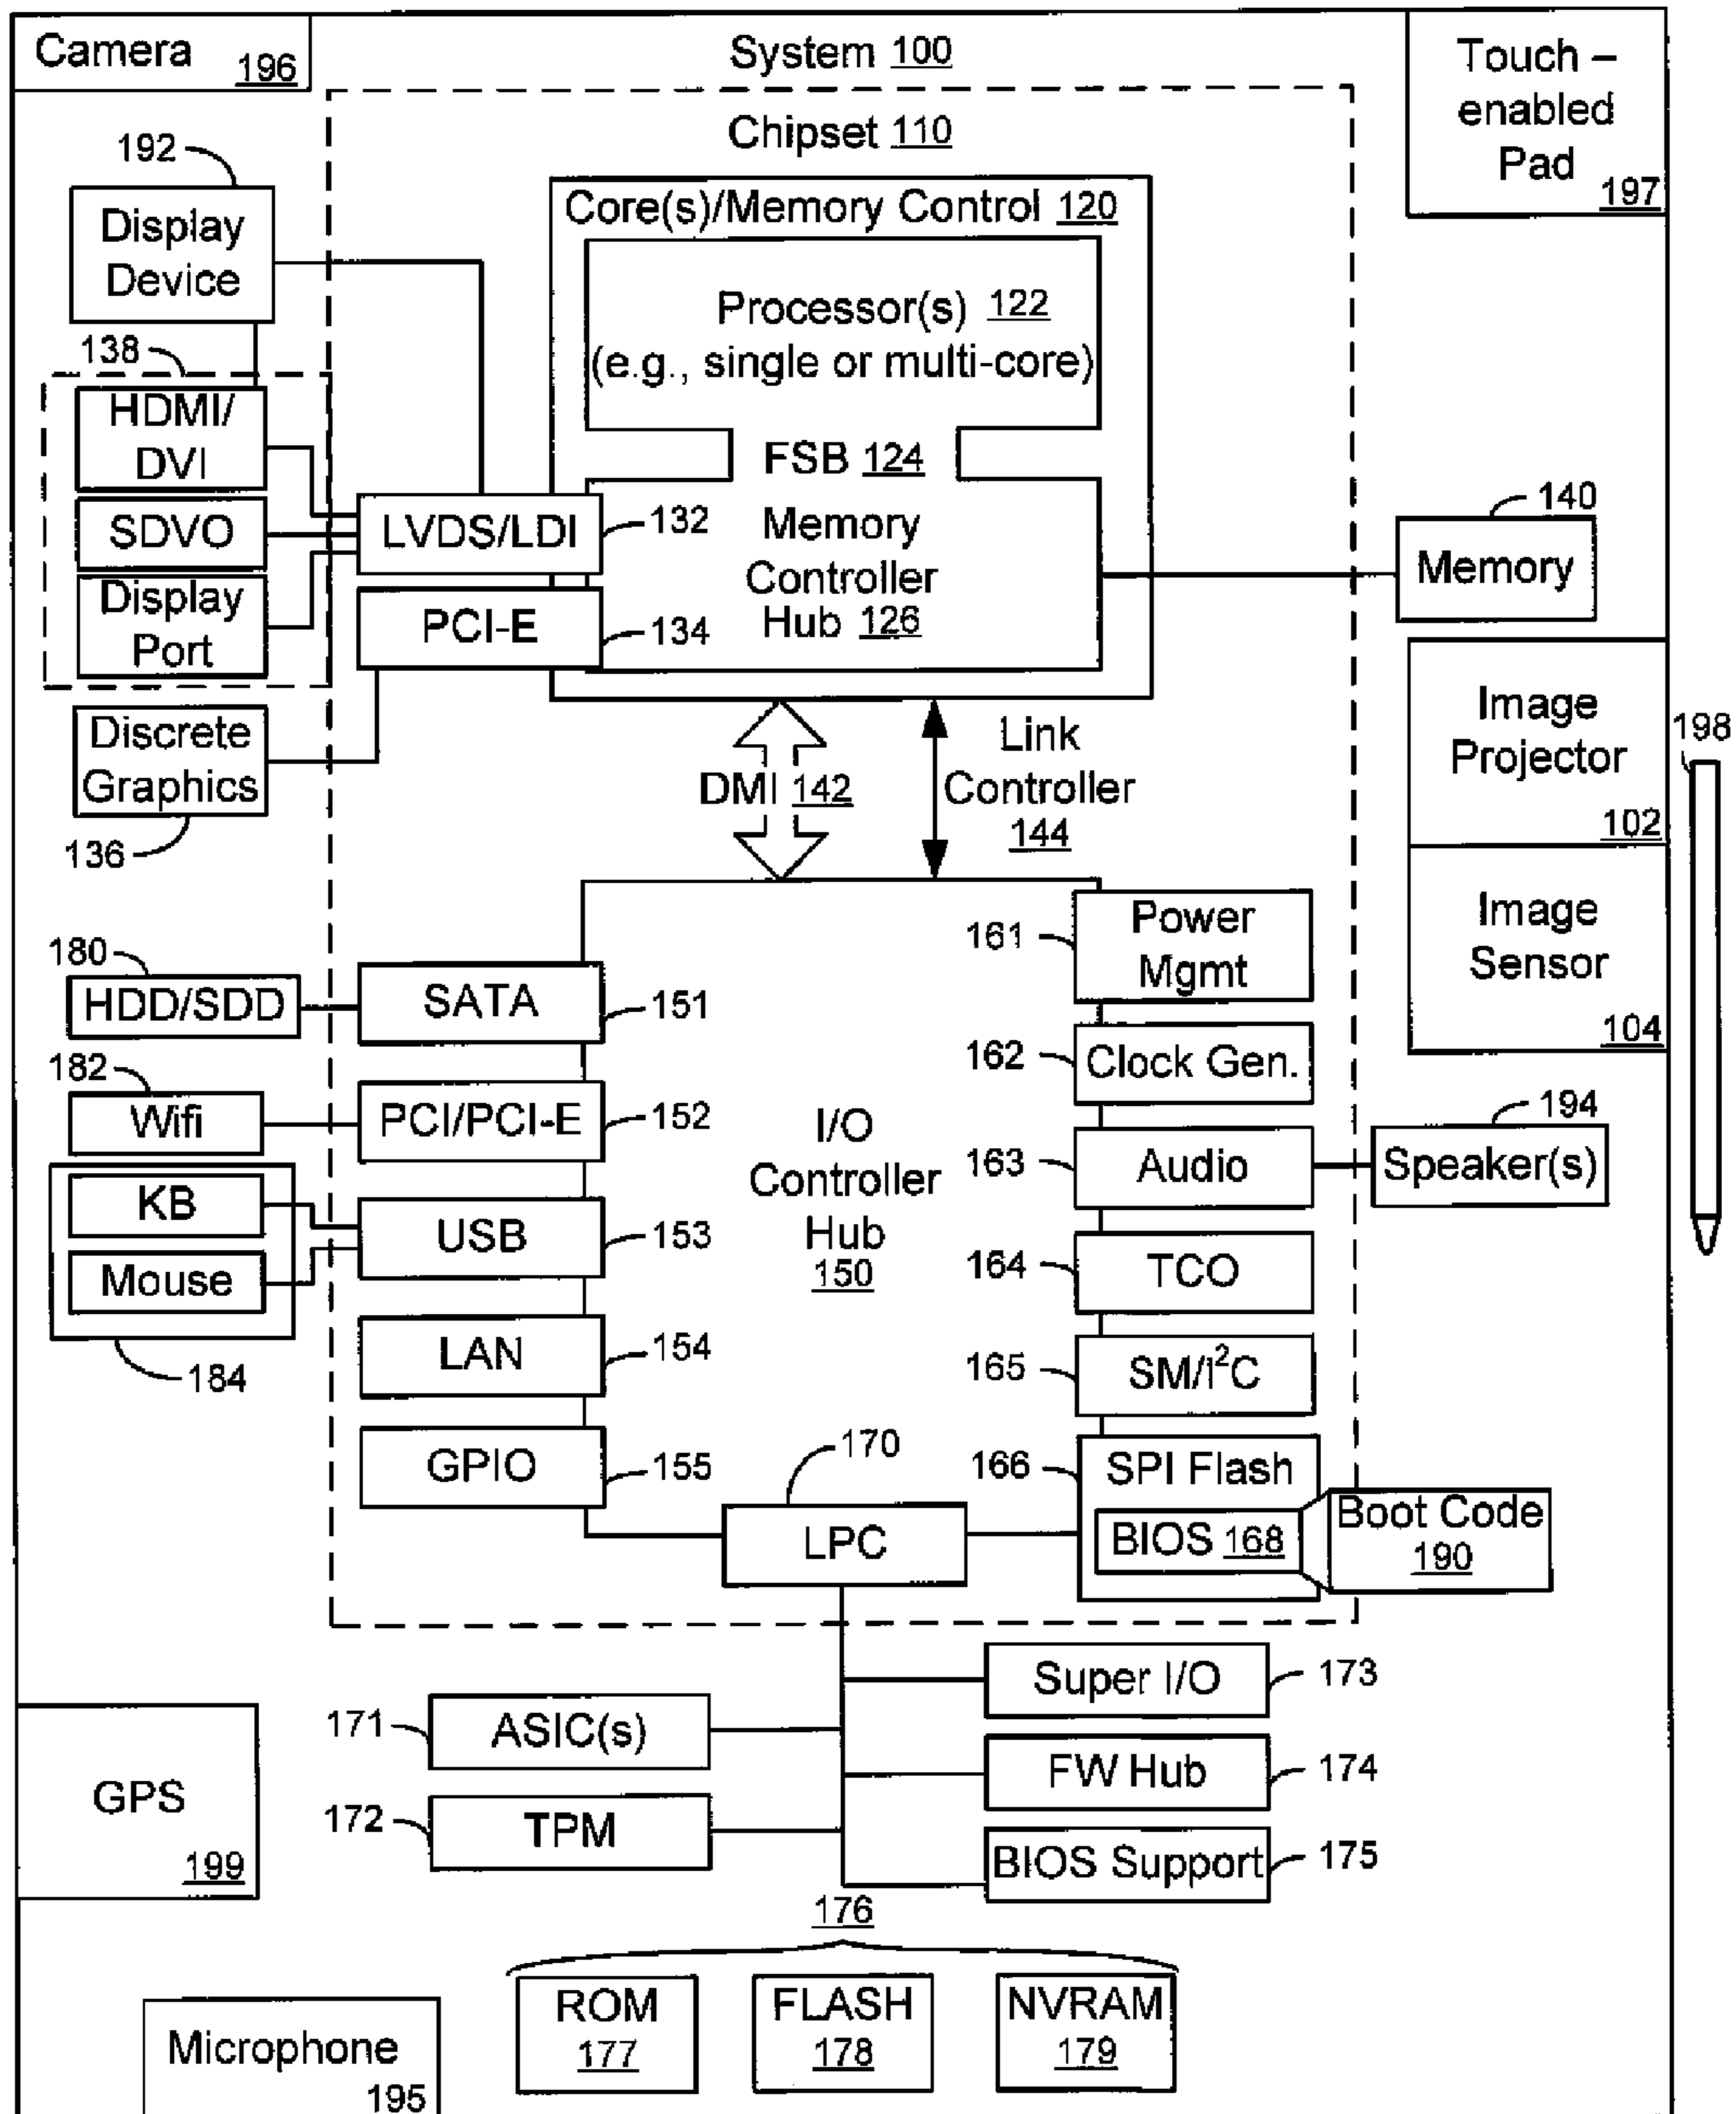 Camera 196
System 100
Touch –
enabled
Pad
197
Chipset 110
192
Display
Device
Core(s)/Memory Control 120
Processor(s) 122
(e.g., single or multi-core)
138
HDMI/
DVI
SDVO
Display
Port
FSB 124
Memory
Controller
Hub 126
LVDS/LDI
132
PCI-E
134
140
Memory
Discrete
Graphics
136
DMI 142
Link
Controller
144
Image
Projector
102
198
Image
Sensor
104
180
HDD/SDD
SATA
151
161
Power
Mgmt
182
Wifi
PCI/PCI-E
152
I/O
Controller
Hub
150
162
Clock Gen.
163
Audio
194
Speaker(s)
KB
Mouse
184
USB
153
164
TCO
LAN
154
165
SM/I²C
GPIO
155
170
LPC
166
SPI Flash
BIOS 168
Boot Code
190
Super I/O
173
171
ASIC(s)
FW Hub
174
172
TPM
BIOS Support
175
GPS
199
176
ROM
177
FLASH
178
NVRAM
179
Microphone
195